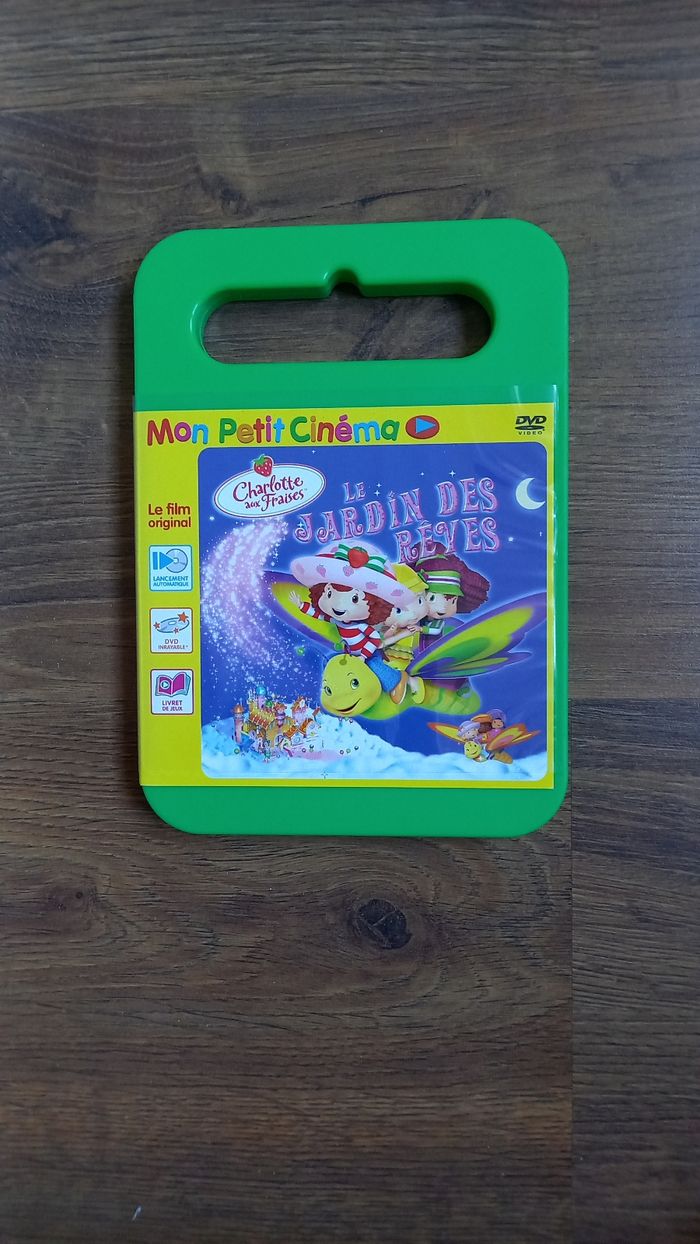 Mon Petit Cinéma
DVD
VIDEO
Le film
original
LANCEMENT
AUTOMATIQUE
DVD
INRAYABLE*
LIVRET
DE JEUX
Charlotte
aux Fraises™
LE
JARDIN DES
RÊVES